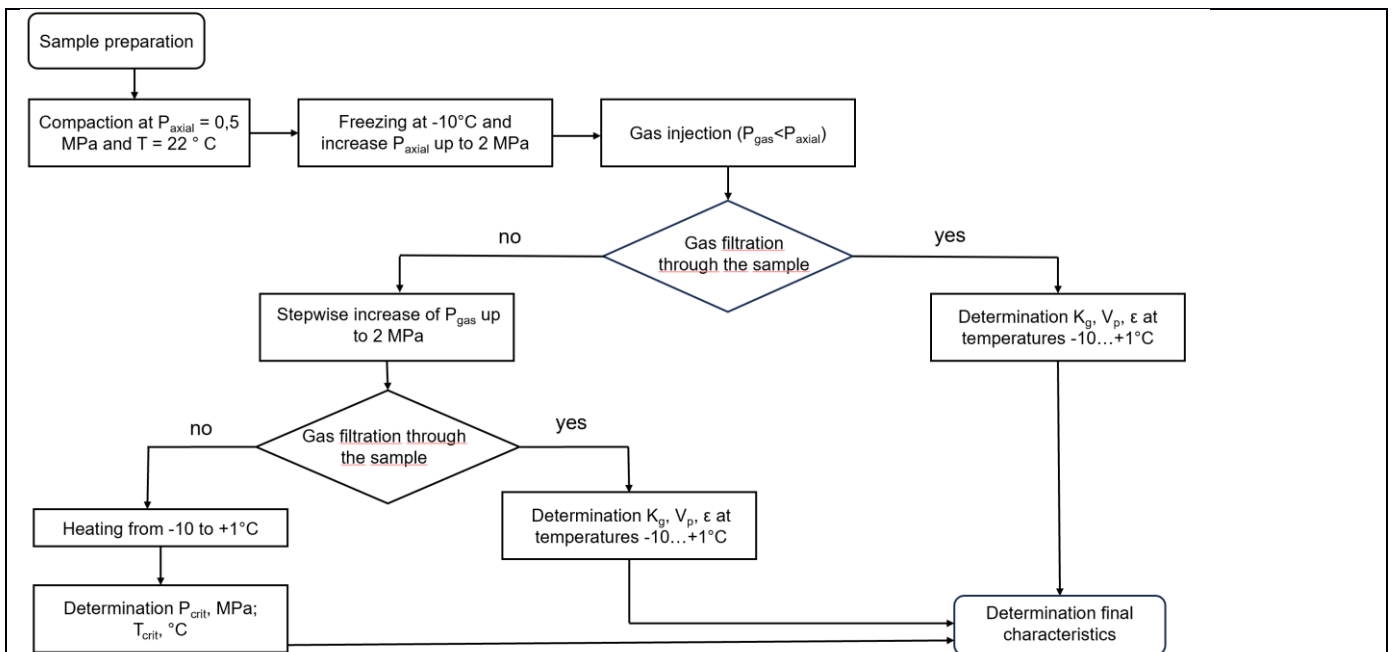 Sample preparation
Compaction at Paxial = 0,5
MPa and T = 22 ° C
Freezing at -10°C and
increase Paxial up to 2 MPa
Gas injection (Pgas<Paxial)
no
Gas filtration
through the sample
yes
Stepwise increase of Pgas up
to 2 MPa
Determination Kg, Vp, ε at
temperatures -10…+1°C
no
Gas filtration through
the sample
yes
Heating from -10 to +1°C
Determination Kg, Vp, ε at
temperatures -10…+1°C
Determination Pcrit, MPa;
Tcrit, °C
Determination final
characteristics